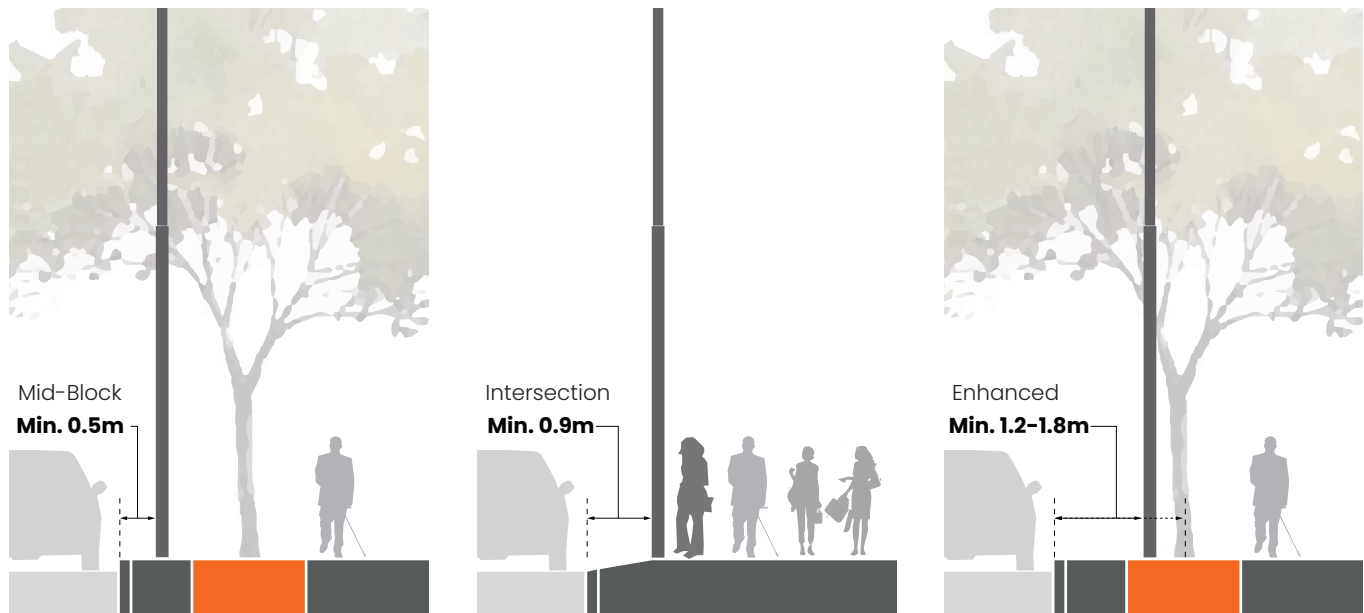 Mid-Block
Min. 0.5m
Intersection
Min. 0.9m
Enhanced
Min. 1.2-1.8m